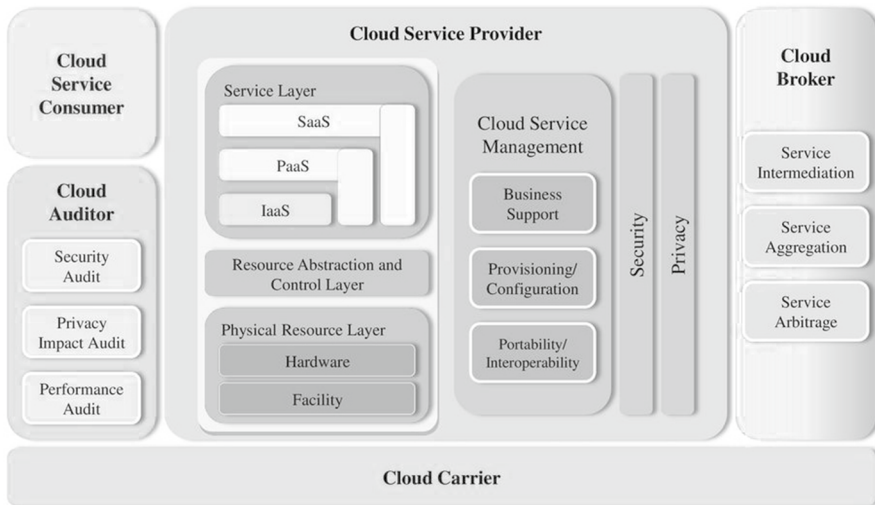 Cloud
Service
Consumer
Cloud
Auditor
Security
Audit
Privacy
Impact Audit
Performance
Audit
Cloud Service Provider
Service Layer
SaaS
PaaS
IaaS
Resource Abstraction and
Control Layer
Physical Resource Layer
Hardware
Facility
Cloud Service
Management
Business
Support
Provisioning/
Configuration
Portability/
Interoperability
Security
Privacy
Cloud
Broker
Service
Intermediation
Service
Aggregation
Service
Arbitrage
Cloud Carrier